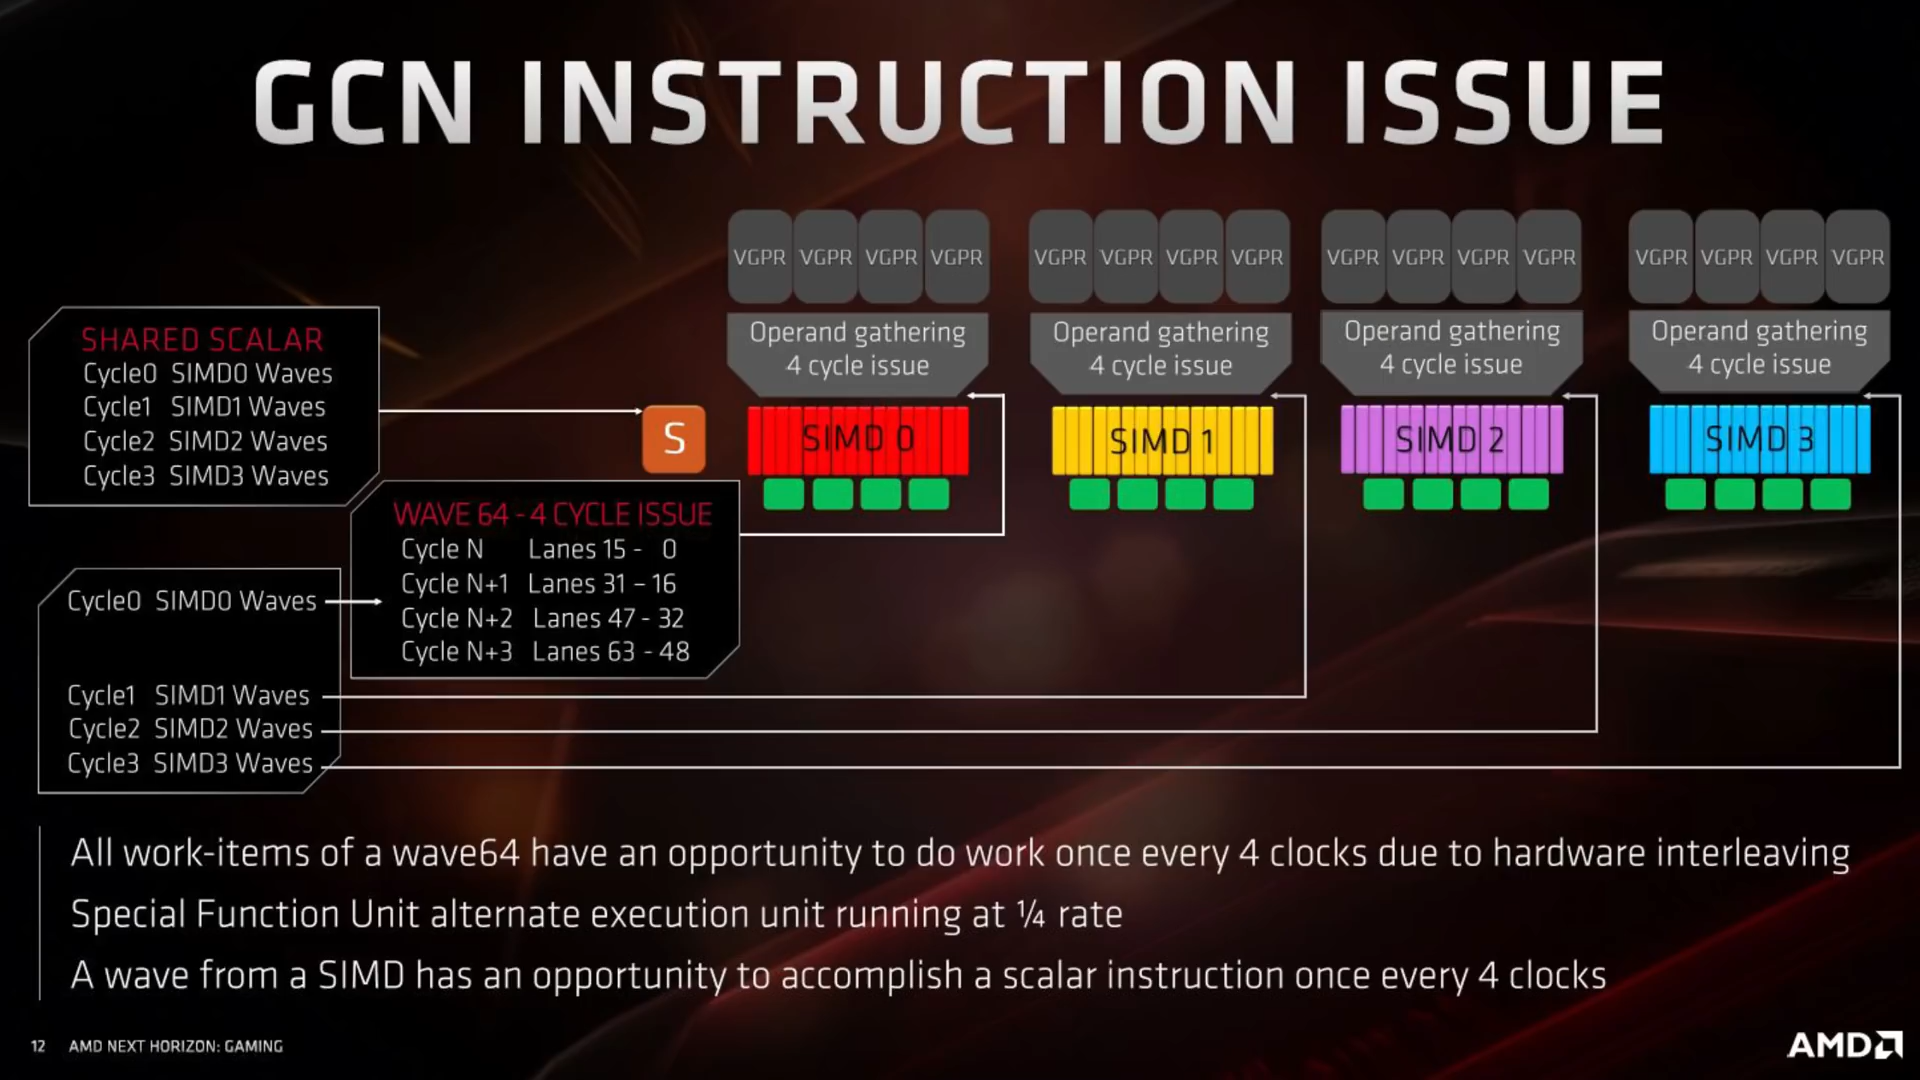 GCN INSTRUCTION ISSUE
VGPR VGPR VGPR VGPR
VGPR VGPR VGPR VGPR
VGPR VGPR VGPR VGPR
VGPR VGPR VGPR VGPR
Operand gathering
4 cycle issue
Operand gathering
4 cycle issue
Operand gathering
4 cycle issue
Operand gathering
4 cycle issue
SHARED SCALAR
Cycle0 SIMD0 Waves
Cycle1 SIMD1 Waves
Cycle2 SIMD2 Waves
Cycle3 SIMD3 Waves
S
SIMD 0
SIMD 1
SIMD 2
SIMD 3
WAVE 64 - 4 CYCLE ISSUE
Cycle N Lanes 15 - 0
Cycle N+1 Lanes 31 – 16
Cycle N+2 Lanes 47 - 32
Cycle N+3 Lanes 63 - 48
Cycle0 SIMD0 Waves
Cycle1 SIMD1 Waves
Cycle2 SIMD2 Waves
Cycle3 SIMD3 Waves
All work-items of a wave64 have an opportunity to do work once every 4 clocks due to hardware interleaving
Special Function Unit alternate execution unit running at ¼ rate
A wave from a SIMD has an opportunity to accomplish a scalar instruction once every 4 clocks
12 AMD NEXT HORIZON: GAMING
AMD